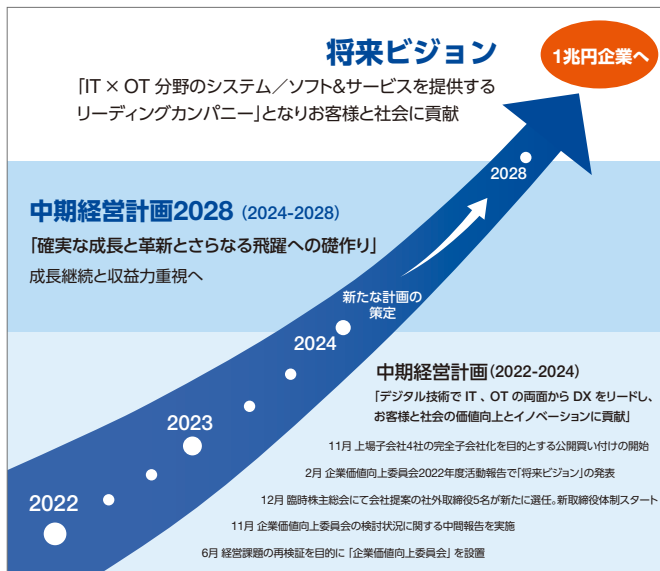 将来ビジョン
1兆円企業へ
「IT × OT 分野のシステム／ソフト&サービスを提供する
リーディングカンパニー」となりお客様と社会に貢献
2028
中期経営計画2028 (2024-2028)
「確実な成長と革新とさらなる飛躍への礎作り」
成長継続と収益力重視へ
新たな計画の
策定
2024
中期経営計画(2022-2024)
「デジタル技術で IT 、OT の両面から DX をリードし、
お客様と社会の価値向上とイノベーションに貢献」
2023
11月 上場子会社4社の完全子会社化を目的とする公開買い付けの開始
2月 企業価値向上委員会2022年度活動報告で「将来ビジョン」の発表
2022
12月 臨時株主総会にて会社提案の社外取締役5名が新たに選任。新取締役体制スタート
11月 企業価値向上委員会の検討状況に関する中間報告を実施
6月 経営課題の再検証を目的に「企業価値向上委員会」を設置